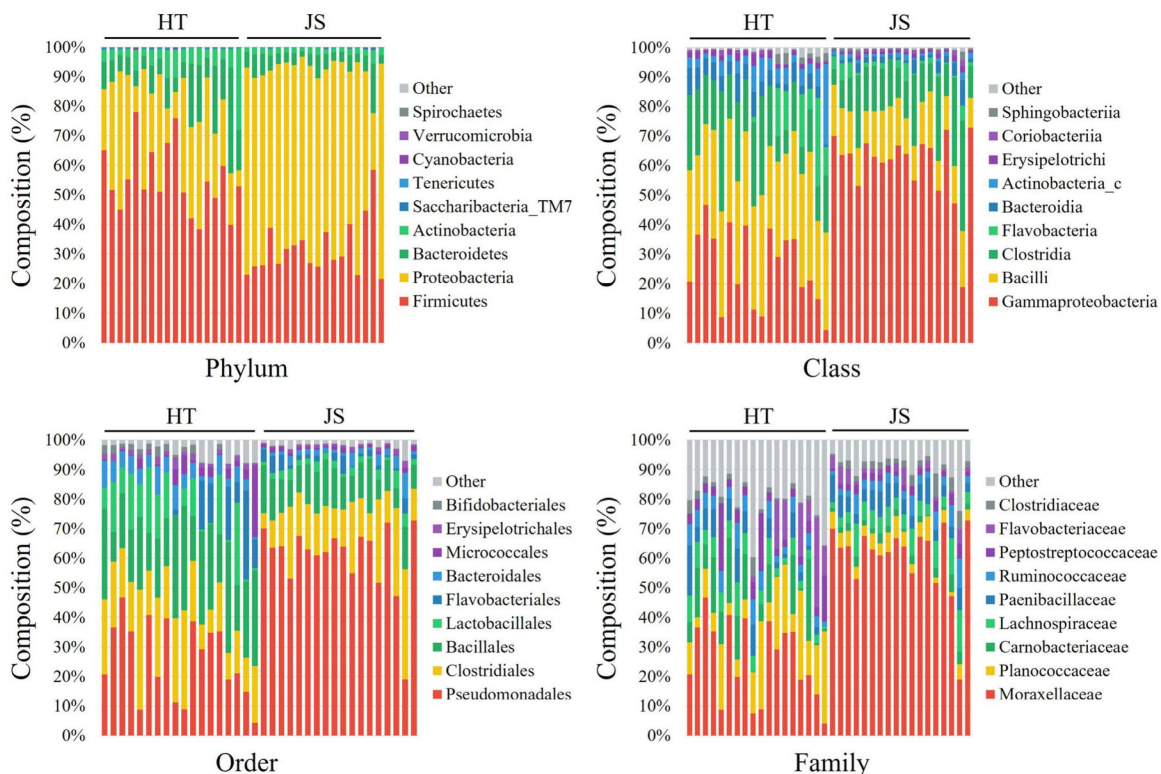 HT JS
Composition (%)
100%
90%
80%
70%
60%
50%
40%
30%
20%
10%
0%
Other
Spirochaetes
Verrucomicrobia
Cyanobacteria
Tenericutes
Saccharibacteria_TM7
Actinobacteria
Bacteroidetes
Proteobacteria
Firmicutes
Phylum
HT JS
Composition (%)
100%
90%
80%
70%
60%
50%
40%
30%
20%
10%
0%
Other
Sphingobacteriia
Coriobacteriia
Erysipelotrichi
Actinobacteria_c
Bacteroidia
Flavobacteria
Clostridia
Bacilli
Gammaproteobacteria
Class
HT JS
Composition (%)
100%
90%
80%
70%
60%
50%
40%
30%
20%
10%
0%
Other
Bifidobacteriales
Erysipelotrichales
Micrococcales
Bacteroidales
Flavobacteriales
Lactobacillales
Bacillales
Clostridiales
Pseudomonadales
Order
HT JS
Composition (%)
100%
90%
80%
70%
60%
50%
40%
30%
20%
10%
0%
Other
Clostridiaceae
Flavobacteriaceae
Peptostreptococcaceae
Ruminococcaceae
Paenibacillaceae
Lachnospiraceae
Carnobacteriaceae
Planococcaceae
Moraxellaceae
Family